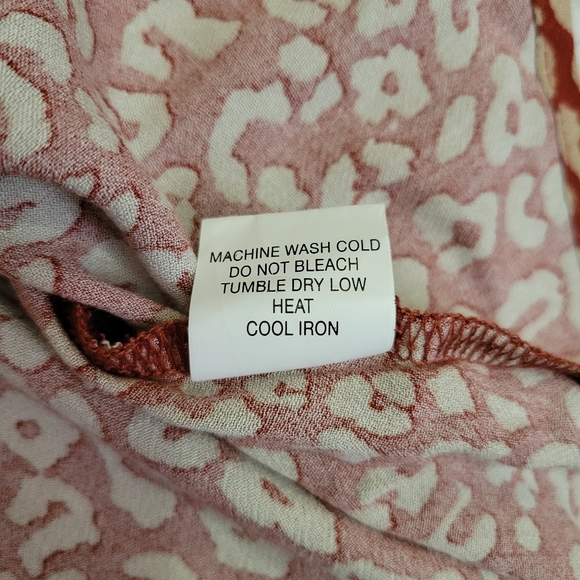 MACHINE WASH COLD
DO NOT BLEACH
TUMBLE DRY LOW
HEAT
COOL IRON